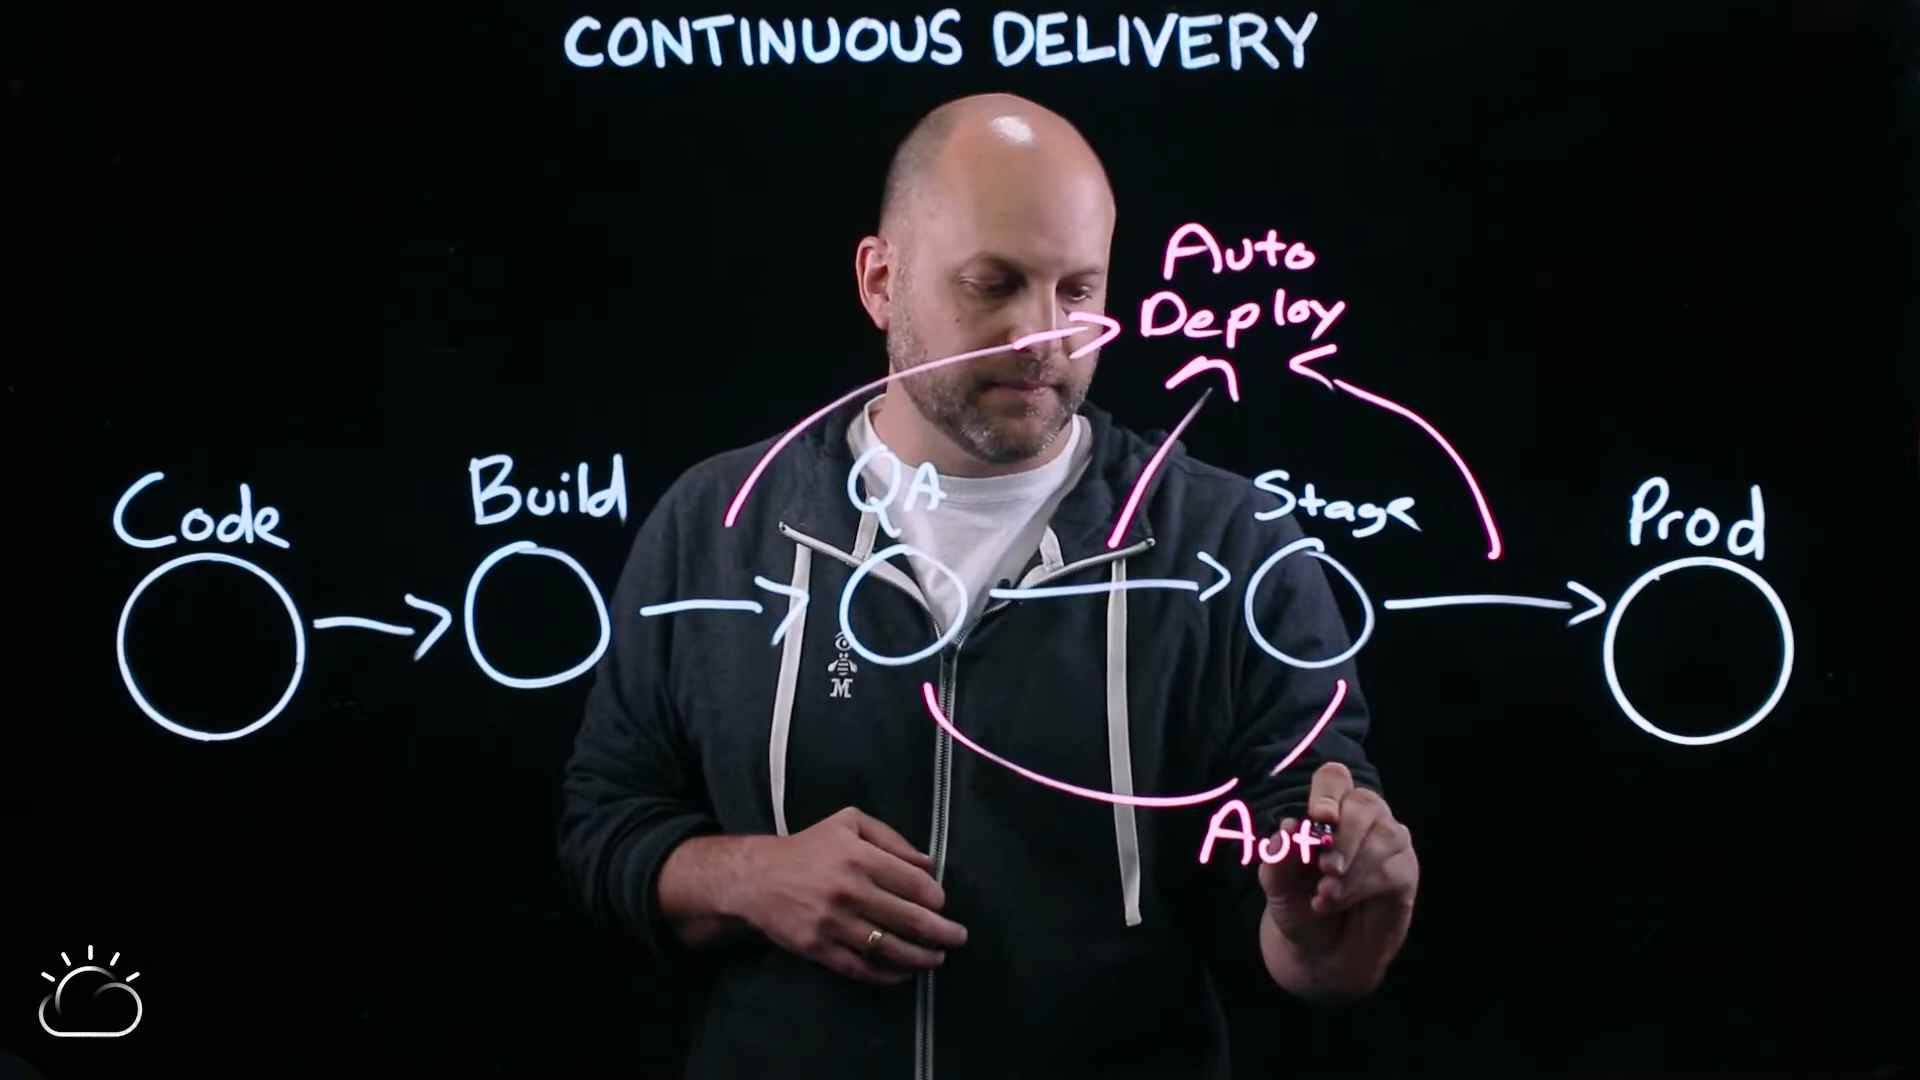 CONTINUOUS DELIVERY
Auto
Deploy
Code
Build
QA
Stage
Prod
M
Aut